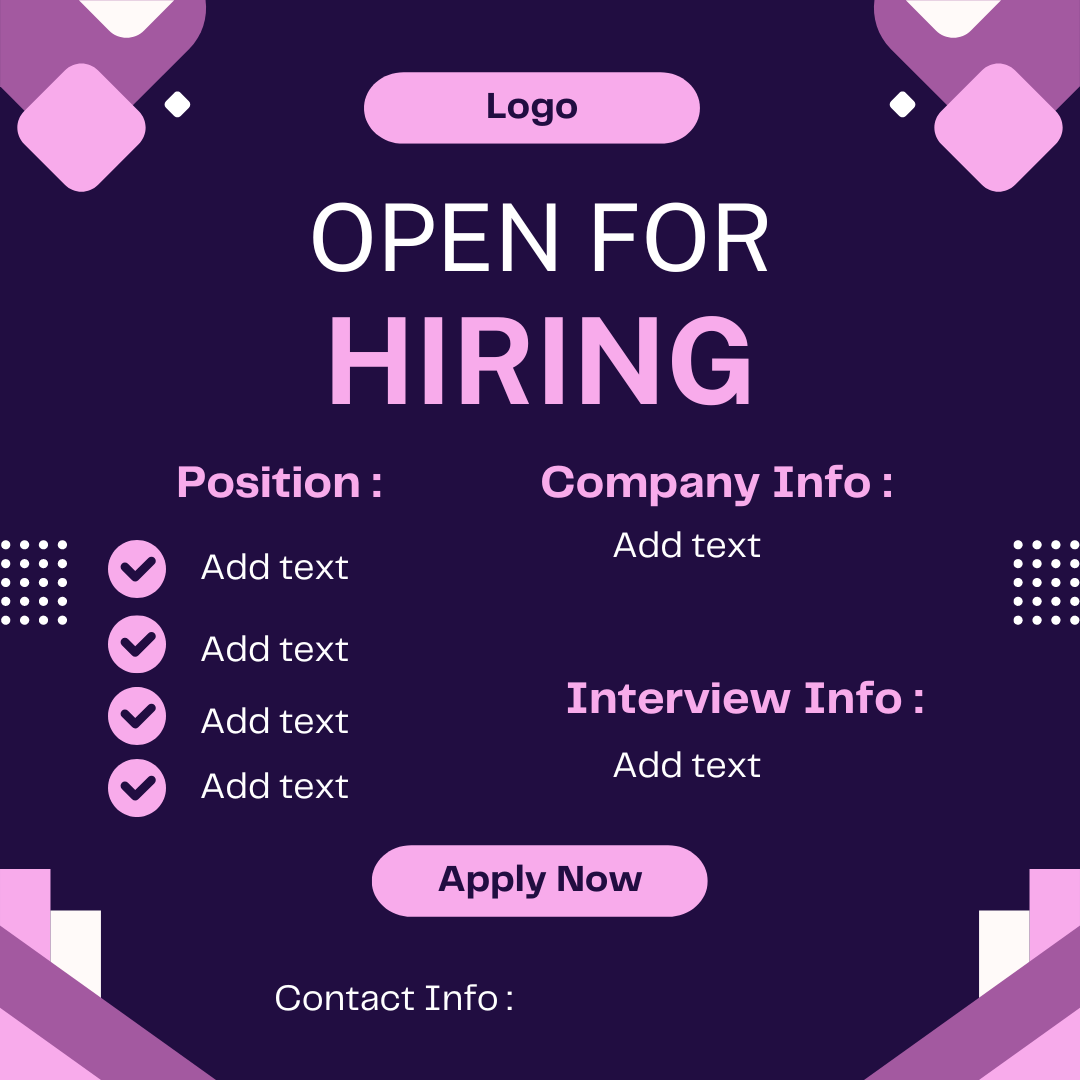 Logo
OPEN FOR
HIRING
Position :
Add text
Add text
Add text
Add text
Company Info :
Add text
Interview Info :
Add text
Apply Now
Contact Info :